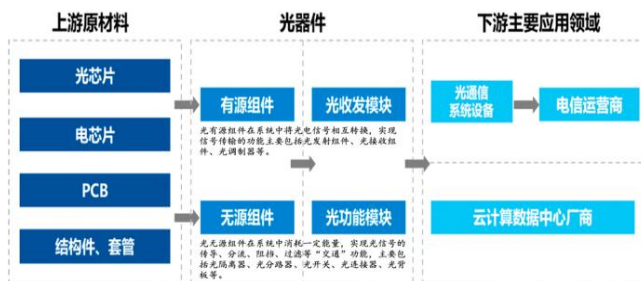 上游原材料
光器件
下游主要应用领域
光芯片
电芯片
PCB
结构件、套管
有源组件
光收发模块
光有源组件在系统中将光电信号相互转换，实现
信号传输的功能主要包括光发射组件、光接收组
件、光调制器等。
无源组件
光功能模块
光无源组件在系统中消耗一定能量，实现光信号的
传导、分流、阻挡、过滤等“交通”功能，主要包
括光隔离器、光分路器、光开关、光连接器、光背
板等。
光通信
系统设备
电信运营商
云计算数据中心厂商